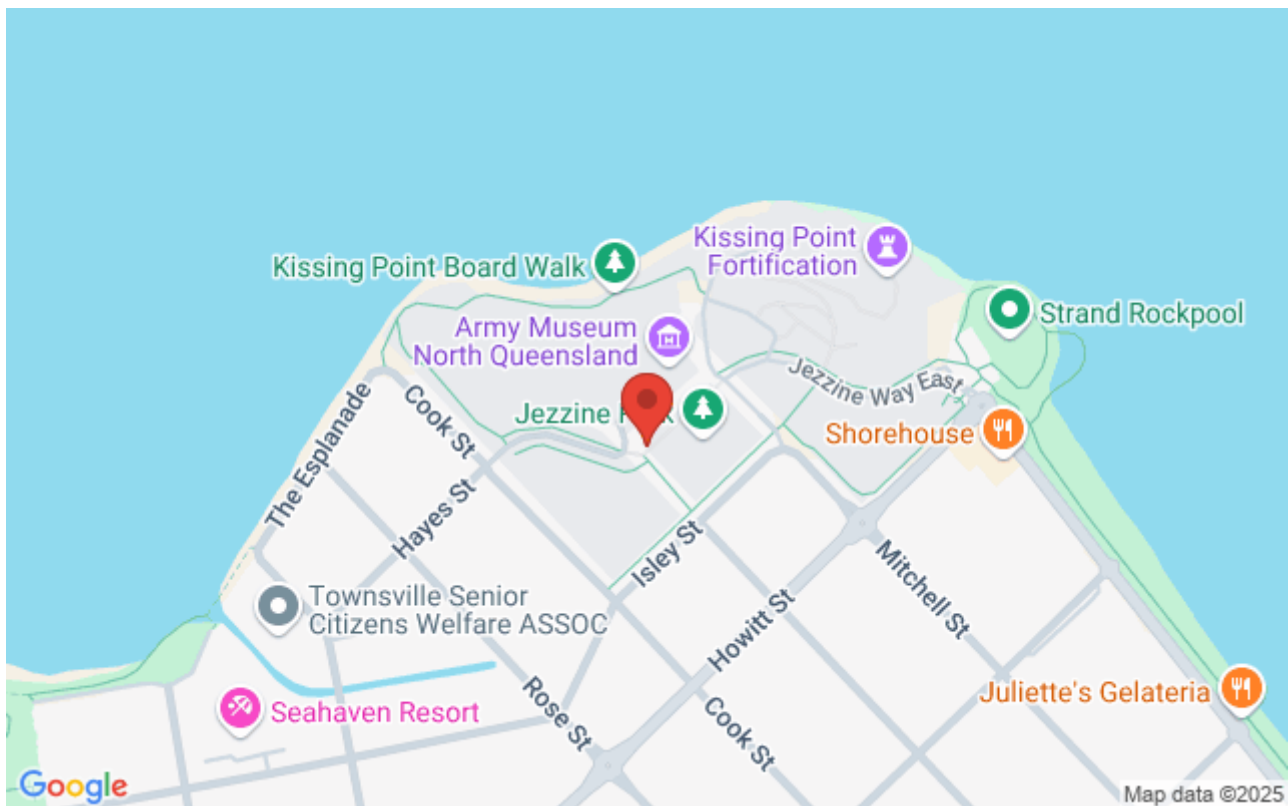 Kissing Point
Fortification
Kissing Point Board Walk
Strand Rockpool
Army Museum
North Queensland
Jezzine Way East
Jezzine
Shorehouse
The Esplanade
Cook St
Hayes St
Isley St
Mitchell St
Howitt St
Townsville Senior
Citizens Welfare ASSOC
Rose St
Cook St
Juliette's Gelateria
Seahaven Resort
Google
Map data ©2025